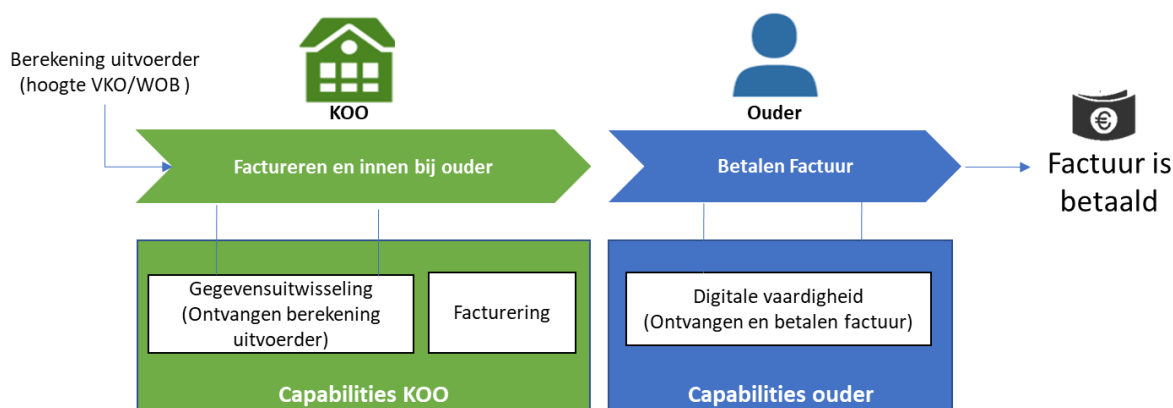 Berekening uitvoerder
(hoogte VKO/WOB )
KOO
Ouder
Factureren en innen bij ouder
Betalen Factuur
€
Factuur is
betaald
Gegevensuitwisseling
(Ontvangen berekening
uitvoerder)
Facturering
Digitale vaardigheid
(Ontvangen en betalen factuur)
Capabilities KOO
Capabilities ouder